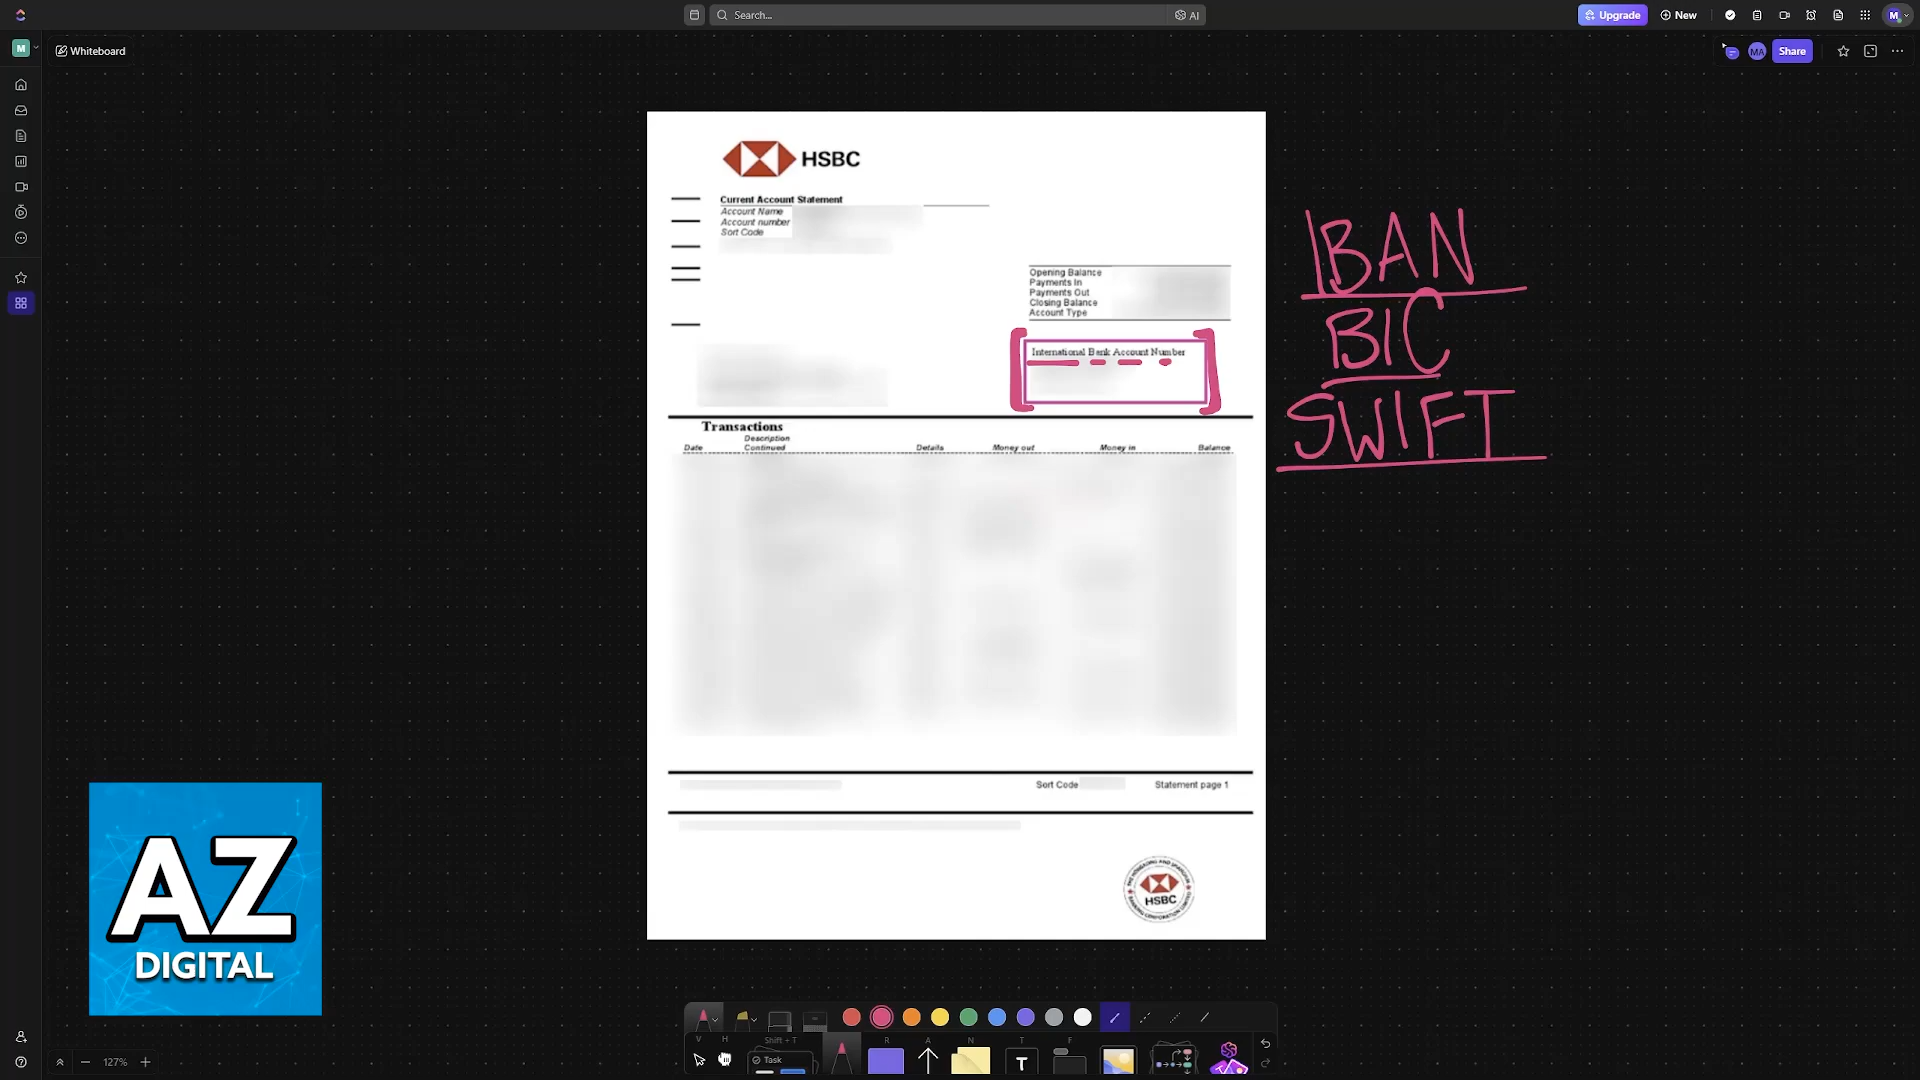 Search...
AI
Upgrade
New
M
M
Whiteboard
MA
Share
HSBC
Current Account Statement
Account Name
Account number
Sort Code
Opening Balance
Payments In
Payments Out
Closing Balance
Account Type
International Bank Account Number
IBAN
BIC
SWIFT
Transactions
Date Description Continued Details Money out Money in Balance
Sort Code Statement page 1
HSBC
AZ
DIGITAL
V H Shift + T R A N T F
Task
T
127%